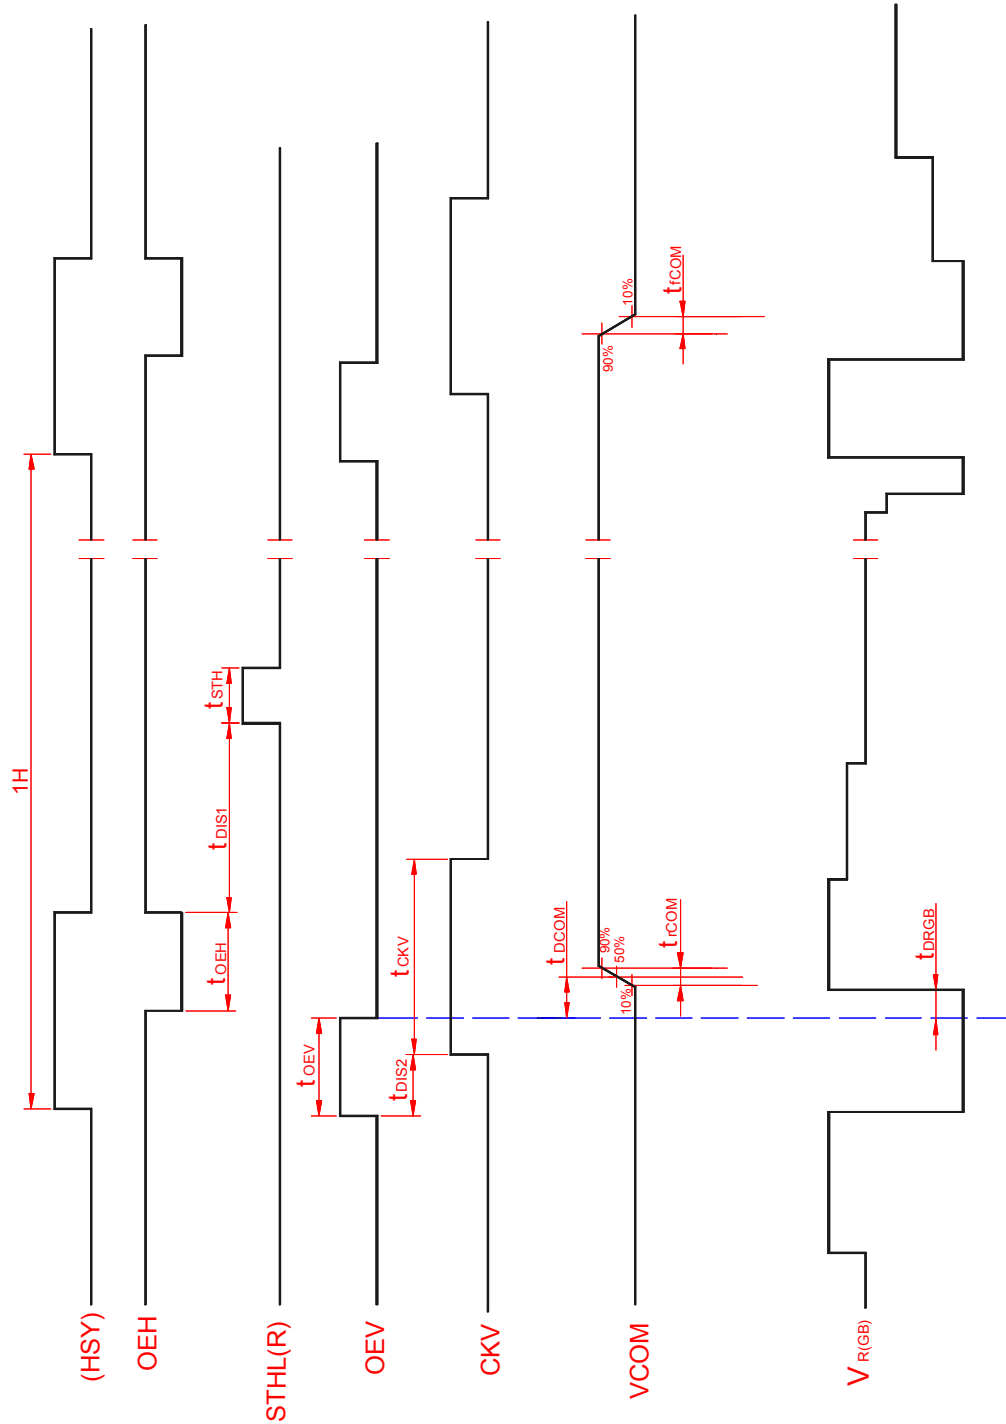 (HSY)
1H
OEH
tOEH
tDIS1
tSTH
STHL(R)
OEV
tOEV
CKV
tDIS2
tCKV
VCOM
tDCOM
10%
50%
90%
trCOM
90%
10%
tfCOM
VR(GB)
tDRGB